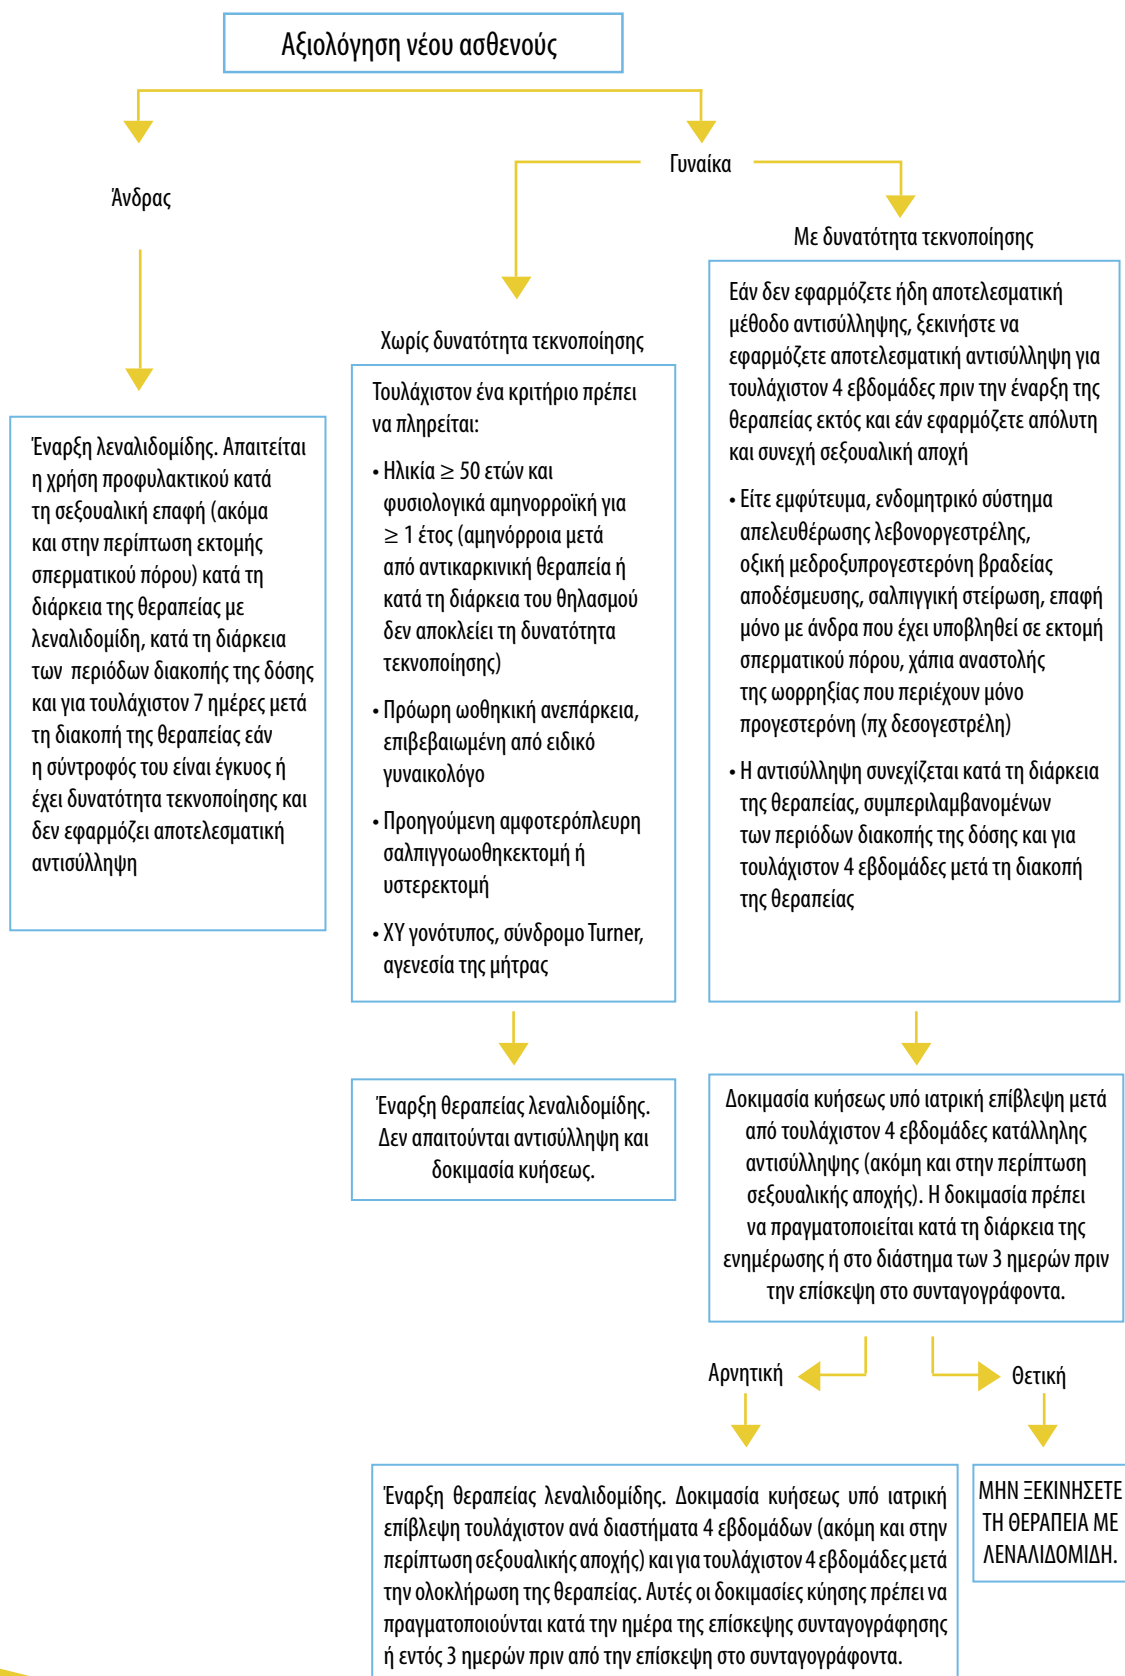 Αξιολόγηση νέου ασθενούς
Άνδρας
Γυναίκα
Με δυνατότητα τεκνοποίησης
Χωρίς δυνατότητα τεκνοποίησης
Έναρξη λεναλιδομίδης. Απαιτείται
η χρήση προφυλακτικού κατά
τη σεξουαλική επαφή (ακόμα
και στην περίπτωση εκτομής
σπερματικού πόρου) κατά τη
διάρκεια της θεραπείας με
λεναλιδομίδη, κατά τη διάρκεια
των περιόδων διακοπής της δόσης
και για τουλάχιστον 7 ημέρες μετά
τη διακοπή της θεραπείας εάν
η σύντροφός του είναι έγκυος ή
έχει δυνατότητα τεκνοποίησης και
δεν εφαρμόζει αποτελεσματική
αντισύλληψη
Τουλάχιστον ένα κριτήριο πρέπει
να πληρείται:
• Ηλικία ≥ 50 ετών και
φυσιολογικά αμηνορροϊκή για
≥ 1 έτος (αμηνόρροια μετά
από αντικαρκινική θεραπεία ή
κατά τη διάρκεια του θηλασμού
δεν αποκλείει τη δυνατότητα
τεκνοποίησης)
• Πρόωρη ωοθηκική ανεπάρκεια,
επιβεβαιωμένη από ειδικό
γυναικολόγο
• Προηγούμενη αμφοτερόπλευρη
σαλπιγγοωοθηκεκτομή ή
υστερεκτομή
• XY γονότυπος, σύνδρομο Turner,
αγενεσία της μήτρας
Εάν δεν εφαρμόζετε ήδη αποτελεσματική
μέθοδο αντισύλληψης, ξεκινήστε να
εφαρμόζετε αποτελεσματική αντισύλληψη για
τουλάχιστον 4 εβδομάδες πριν την έναρξη της
θεραπείας εκτός και εάν εφαρμόζετε απόλυτη
και συνεχή σεξουαλική αποχή
• Είτε εμφύτευμα, ενδομητρικό σύστημα
απελευθέρωσης λεβονοργεστρέλης,
οξική μεδροξυπρογεστερόνη βραδείας
αποδέσμευσης, σαλπιγγική στείρωση, επαφή
μόνο με άνδρα που έχει υποβληθεί σε εκτομή
σπερματικού πόρου, χάπια αναστολής
της ωορρηξίας που περιέχουν μόνο
προγεστερόνη (πχ δεσογεστρέλη)
• Η αντισύλληψη συνεχίζεται κατά τη διάρκεια
της θεραπείας, συμπεριλαμβανομένων
των περιόδων διακοπής της δόσης και για
τουλάχιστον 4 εβδομάδες μετά τη διακοπή
της θεραπείας
Έναρξη θεραπείας λεναλιδομίδης.
Δεν απαιτούνται αντισύλληψη και
δοκιμασία κυήσεως.
Δοκιμασία κυήσεως υπό ιατρική επίβλεψη μετά
από τουλάχιστον 4 εβδομάδες κατάλληλης
αντισύλληψης (ακόμη και στην περίπτωση
σεξουαλικής αποχής). Η δοκιμασία πρέπει
να πραγματοποιείται κατά τη διάρκεια της
ενημέρωσης ή στο διάστημα των 3 ημερών πριν
την επίσκεψη στο συνταγογράφοντα.
Αρνητική
Θετική
Έναρξη θεραπείας λεναλιδομίδης. Δοκιμασία κυήσεως υπό ιατρική
επίβλεψη τουλάχιστον ανά διαστήματα 4 εβδομάδων (ακόμη και στην
περίπτωση σεξουαλικής αποχής) και για τουλάχιστον 4 εβδομάδες μετά
την ολοκλήρωση της θεραπείας. Αυτές οι δοκιμασίες κύησης πρέπει να
πραγματοποιούνται κατά την ημέρα της επίσκεψης συνταγογράφησης
ή εντός 3 ημερών πριν από την επίσκεψη στο συνταγογράφοντα.
ΜΗΝ ΞΕΚΙΝΗΣΕΤΕ
ΤΗ ΘΕΡΑΠΕΙΑ ΜΕ
ΛΕΝΑΛΙΔΟΜΙΔΗ.